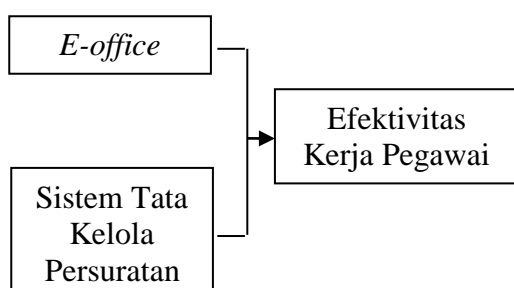 E-office
Efektivitas
Kerja Pegawai
Sistem Tata
Kelola
Persuratan